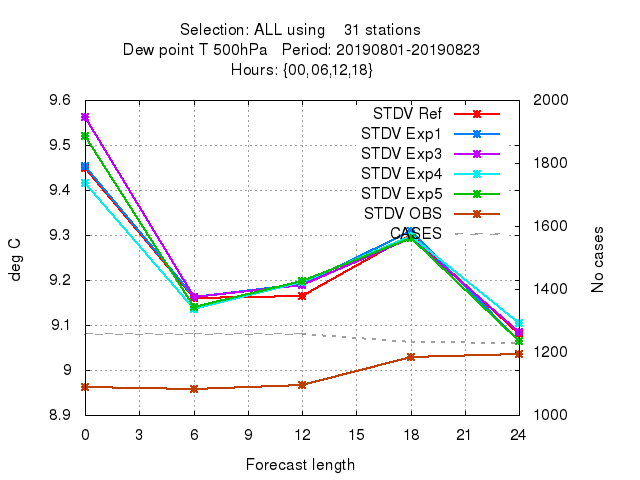 Selection: ALL using    31 stations
Dew point T 500hPa   Period: 20190801-20190823
Hours: {00,06,12,18}
9.6
9.5
9.4
9.3
9.2
9.1
9
8.9
2000
1800
1600
1400
1200
1000
STDV Ref
STDV Exp1
STDV Exp3
STDV Exp4
STDV Exp5
STDV OBS
CASES
deg C
No cases
0 3 6 9 12 15 18 21 24
Forecast length